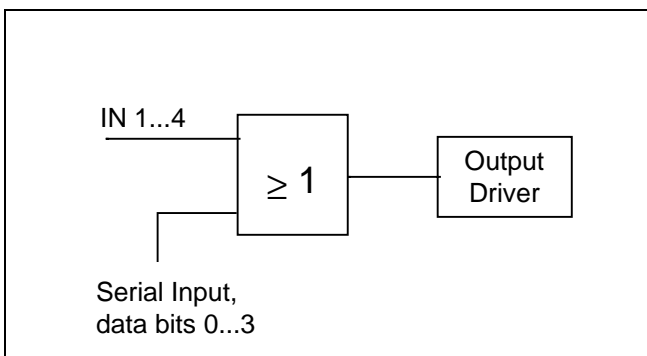 IN 1...4
≥ 1
Output
Driver
Serial Input,
data bits 0...3